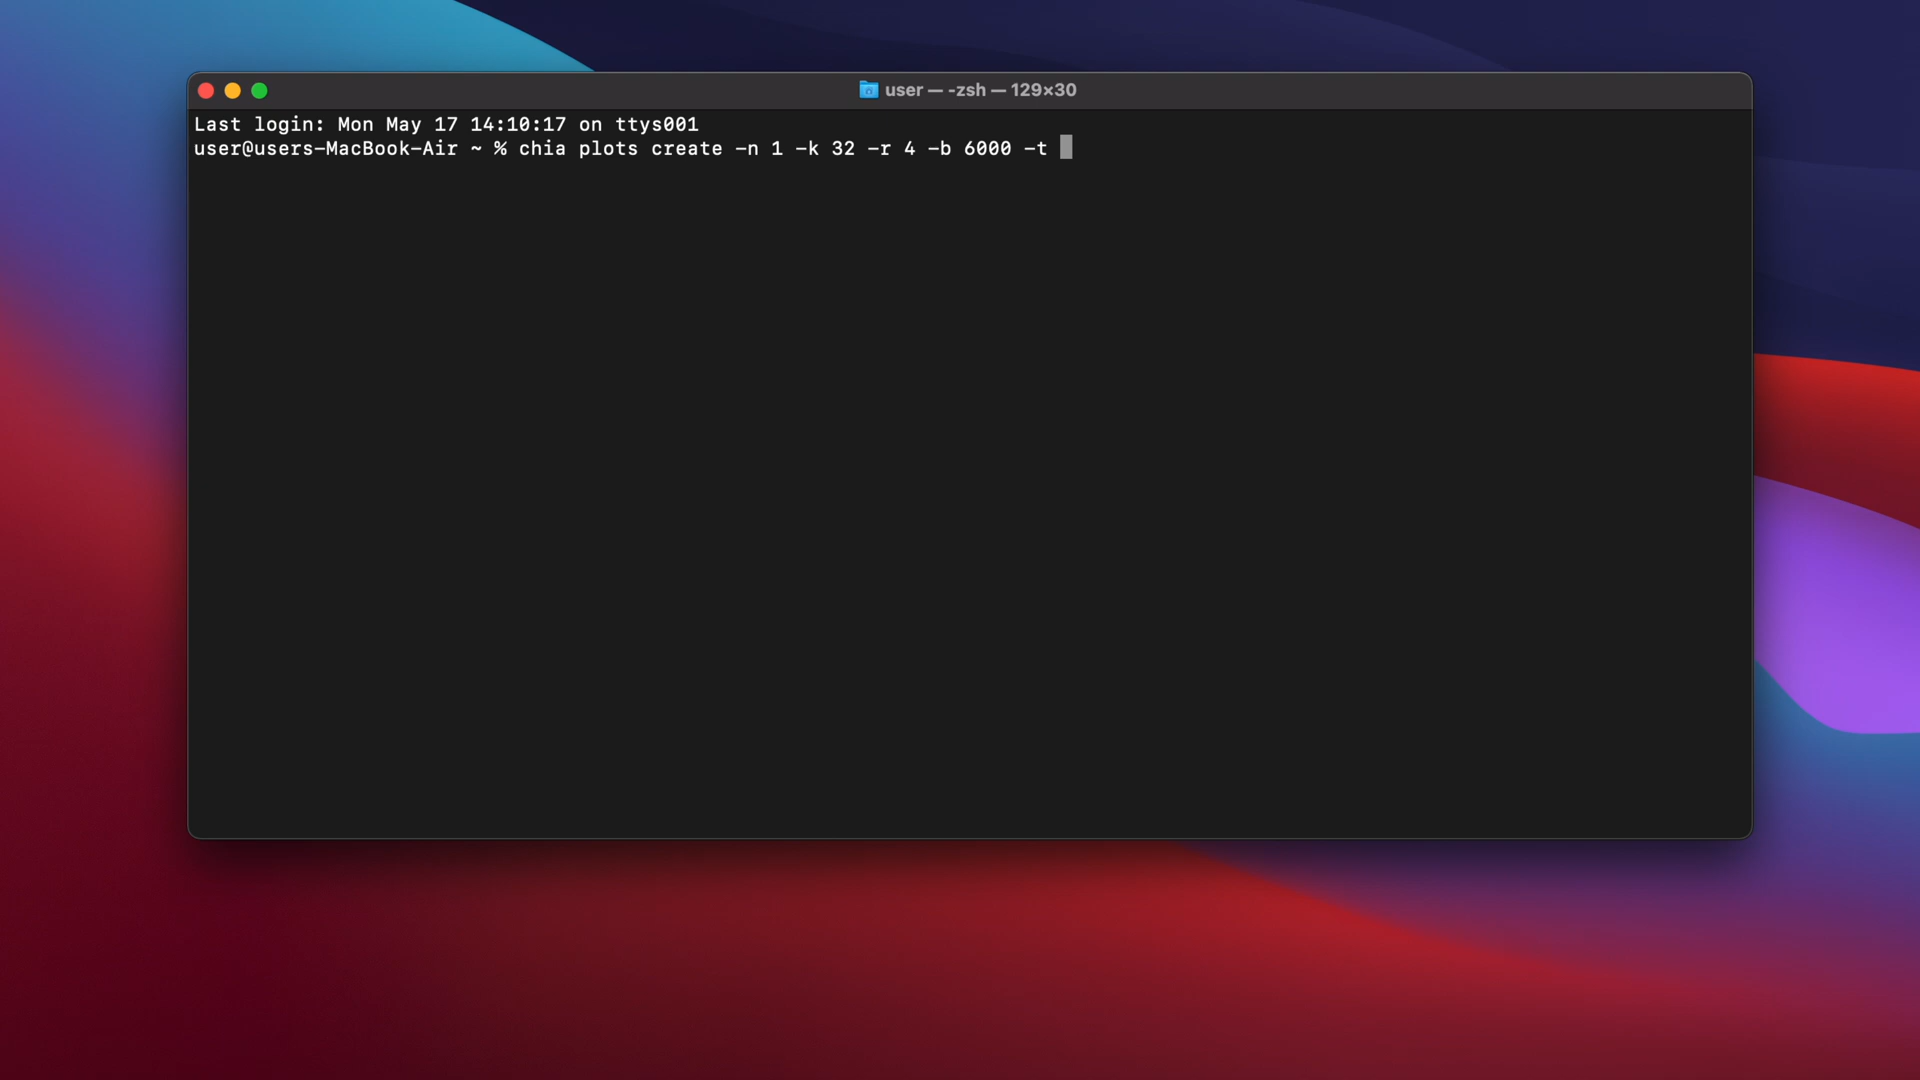 user — -zsh — 129×30
Last login: Mon May 17 14:10:17 on ttys001
user@users-MacBook-Air ~ % chia plots create -n 1 -k 32 -r 4 -b 6000 -t